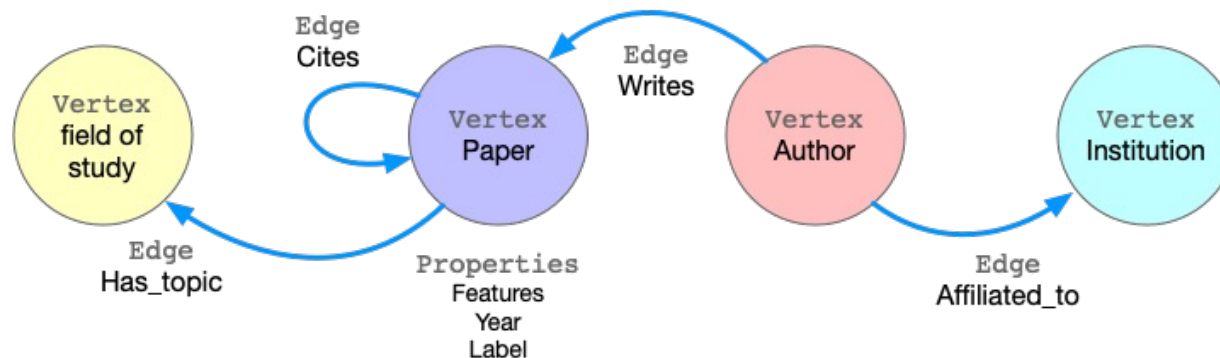 Edge
Cites
Edge
Writes
Vertex
field of
study
Vertex
Paper
Vertex
Author
Vertex
Institution
Edge
Has_topic
Properties
Features
Year
Label
Edge
Affiliated_to